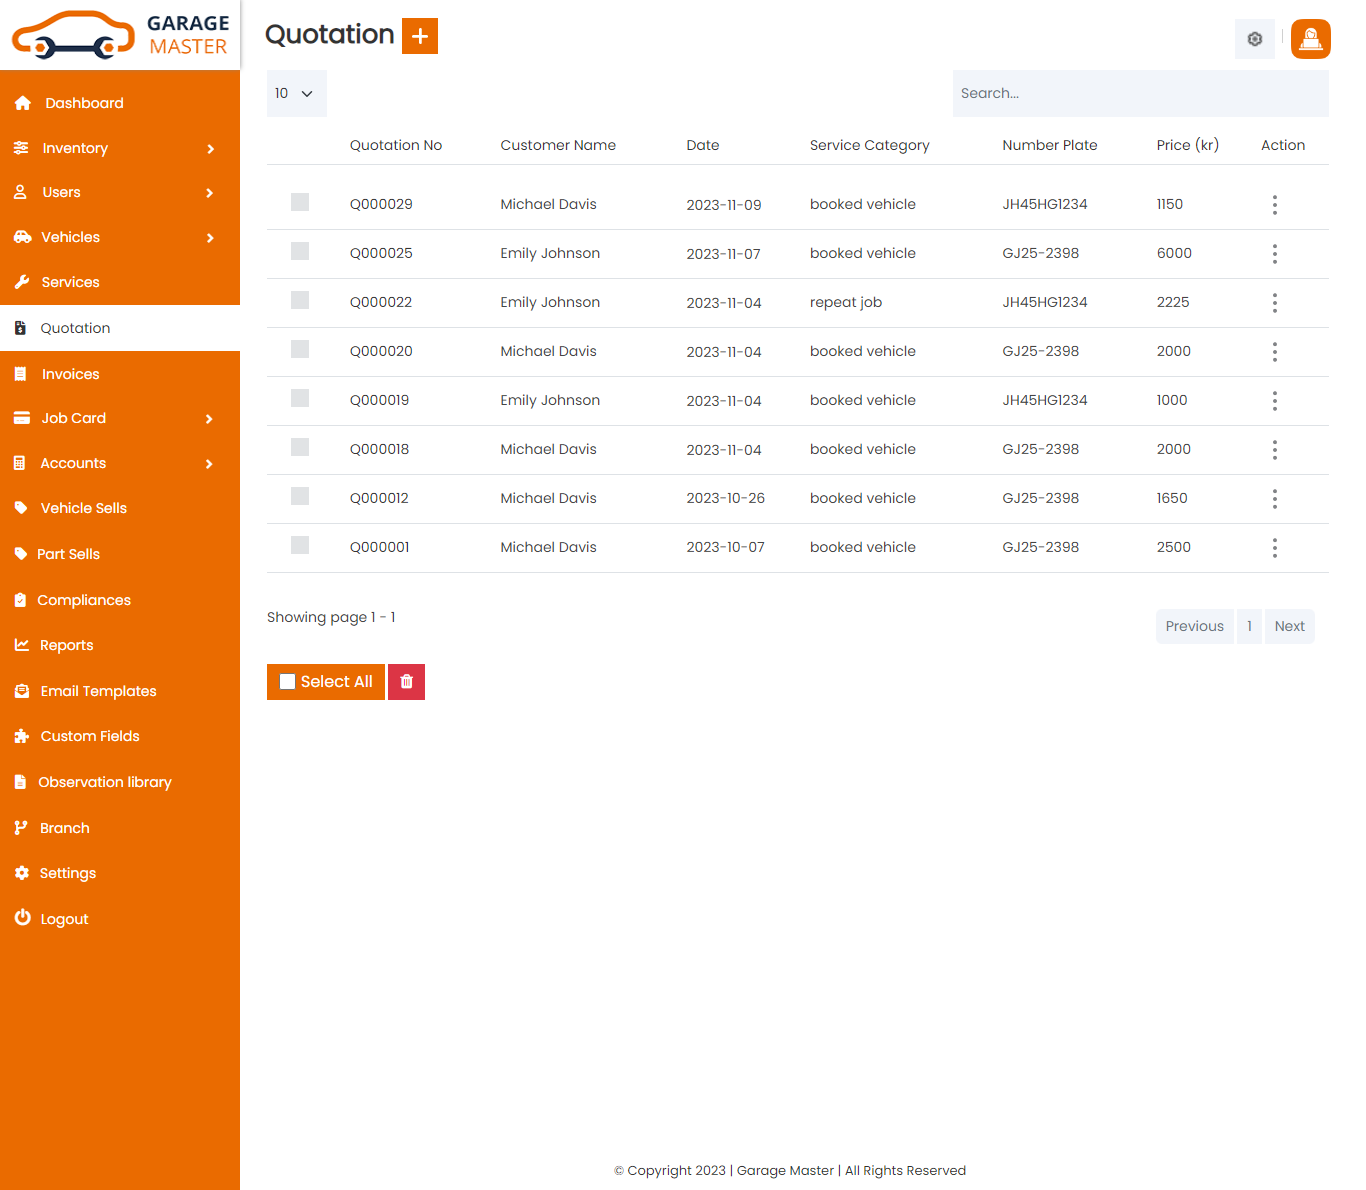 GARAGE
MASTER
Quotation
Dashboard
Inventory
Users
Vehicles
Services
Quotation
Invoices
Job Card
Accounts
Vehicle Sells
Part Sells
Compliances
Reports
Email Templates
Custom Fields
Observation library
Branch
Settings
Logout
10
Search...
Quotation No Customer Name Date Service Category Number Plate Price (kr) Action
Q000029 Michael Davis 2023-11-09 booked vehicle JH45HG1234 1150
Q000025 Emily Johnson 2023-11-07 booked vehicle GJ25-2398 6000
Q000022 Emily Johnson 2023-11-04 repeat job JH45HG1234 2225
Q000020 Michael Davis 2023-11-04 booked vehicle GJ25-2398 2000
Q000019 Emily Johnson 2023-11-04 booked vehicle JH45HG1234 1000
Q000018 Michael Davis 2023-11-04 booked vehicle GJ25-2398 2000
Q000012 Michael Davis 2023-10-26 booked vehicle GJ25-2398 1650
Q000001 Michael Davis 2023-10-07 booked vehicle GJ25-2398 2500
Showing page 1 - 1
Previous 1 Next
Select All
© Copyright 2023 | Garage Master | All Rights Reserved